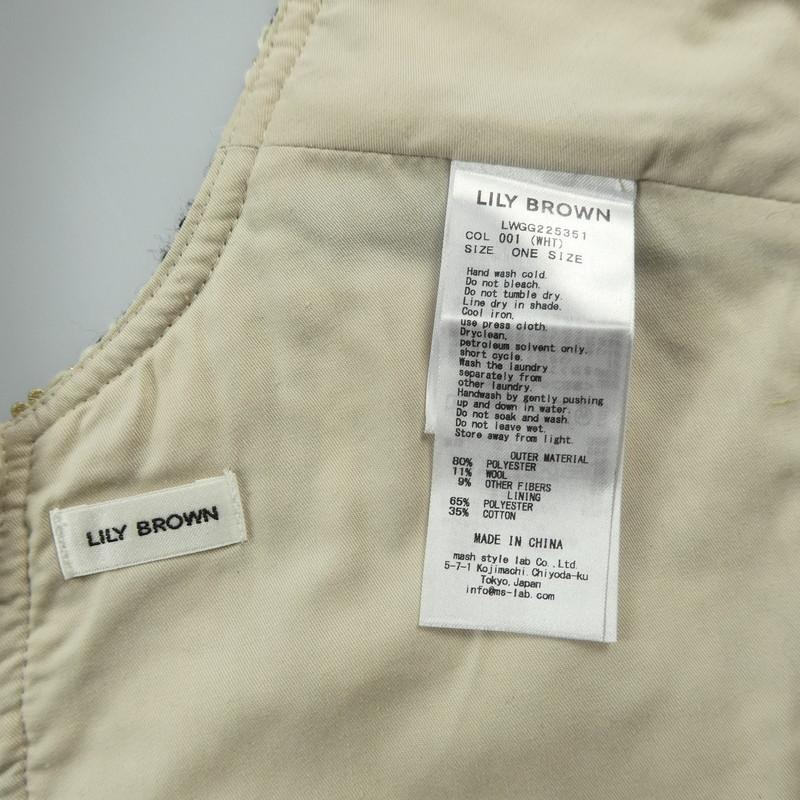 LILY BROWN
LWGG225351
COL 001 (WHT)
SIZE ONE SIZE
Hand wash cold.
Do not bleach.
Do not tumble dry.
Line dry in shade.
Cool iron.
use press cloth.
Dryclean,
petroleum solvent only.
short cycle.
Wash the laundry
separately from
other laundry.
Handwash by gently pushing
up and down in water.
Do not soak and wash.
Do not leave wet.
Store away from light.
OUTER MATERIAL
80% POLYESTER
11% WOOL
9% OTHER FIBERS
LINING
65% POLYESTER
35% COTTON
MADE IN CHINA
mash style lab Co.,Ltd.
5-7-1 Kojimachi Chiyoda-ku
Tokyo,Japan
info@ms-lab.com
LILY BROWN